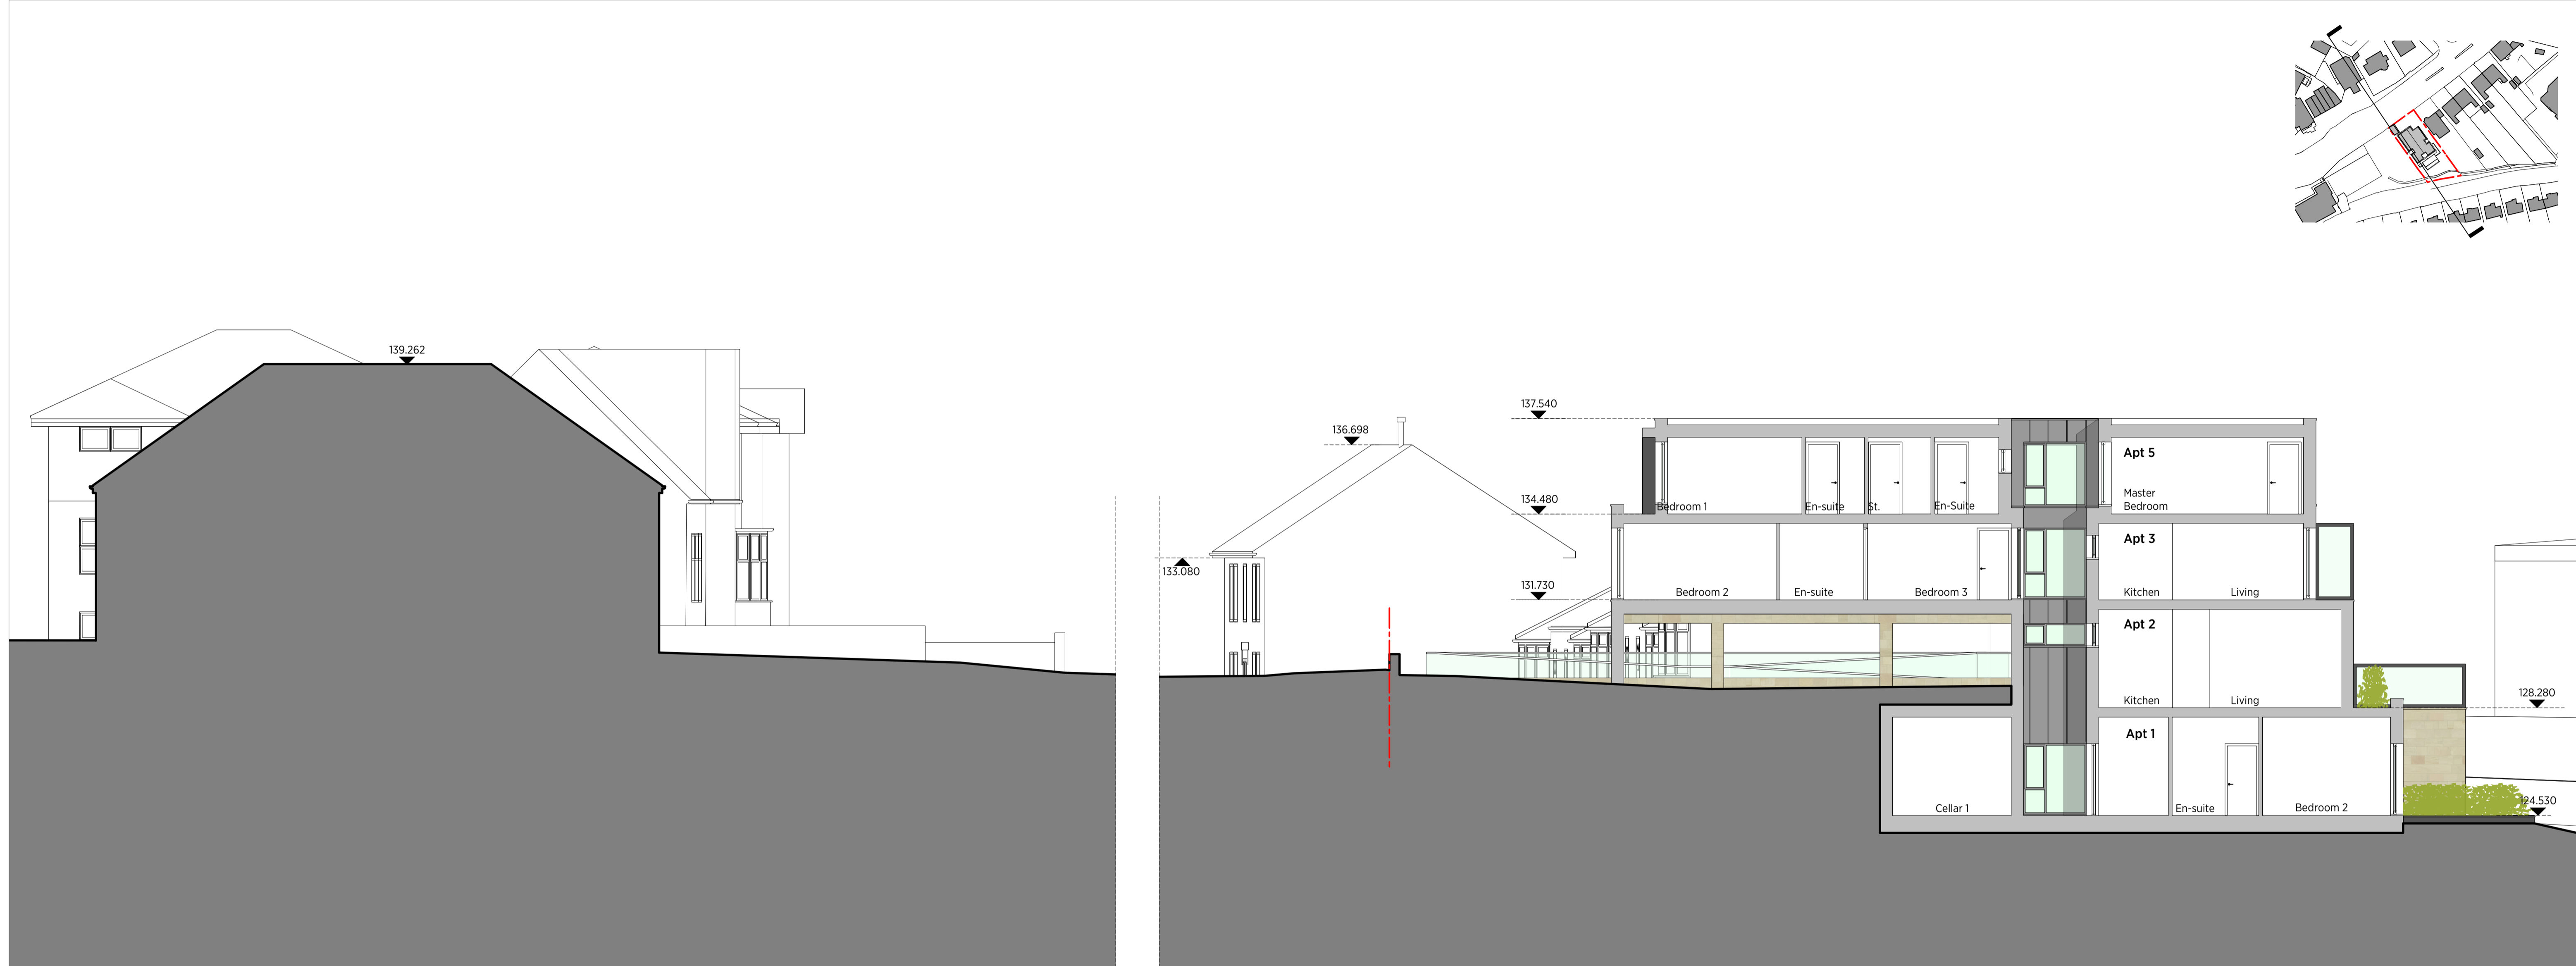 139.262
136.698
133.080
137.540
134.480
131.730
Bedroom 1
En-suite
St.
En-Suite
Apt 5
Master
Bedroom
Bedroom 2
En-suite
Bedroom 3
Apt 3
Kitchen
Living
Apt 2
Kitchen
Living
128.280
Apt 1
Cellar 1
En-suite
Bedroom 2
124.530